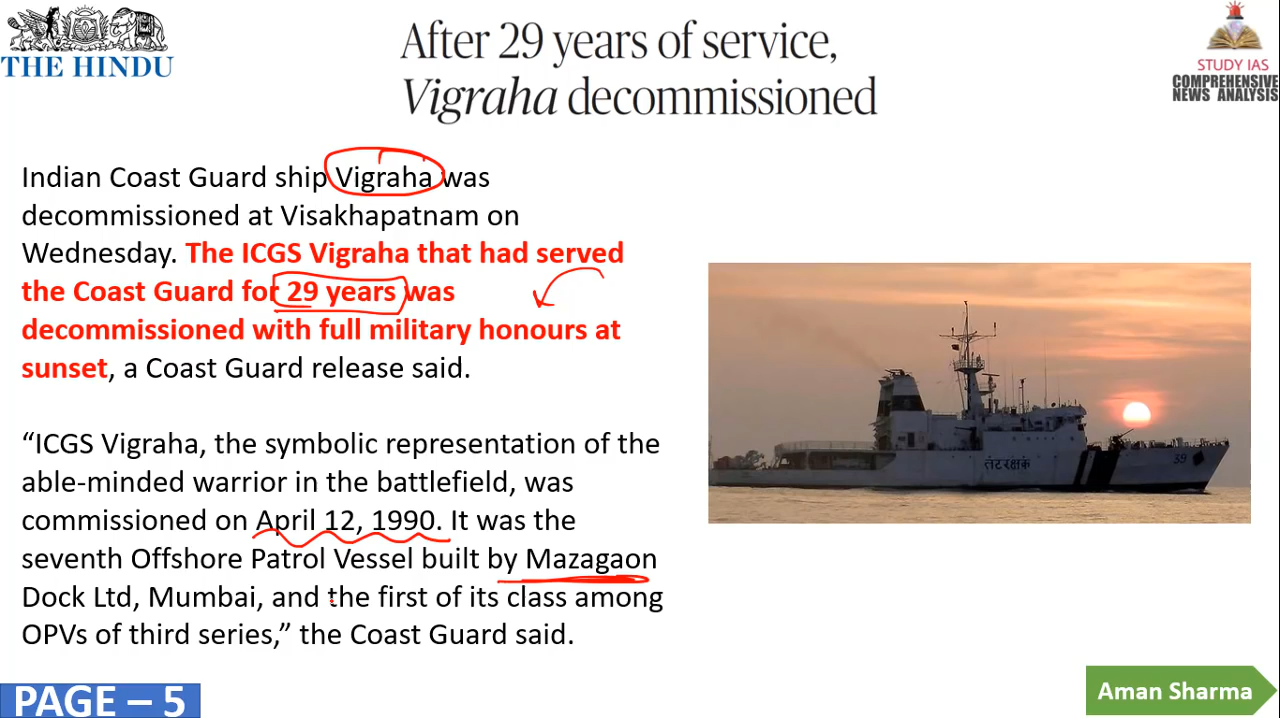 THE HINDU
After 29 years of service,
Vigraha decommissioned
STUDY IAS
COMPREHENSIVE
NEWS ANALYSIS
Indian Coast Guard ship Vigraha was
decommissioned at Visakhapatnam on
Wednesday. The ICGS Vigraha that had served
the Coast Guard for 29 years was
decommissioned with full military honours at
sunset, a Coast Guard release said.
“ICGS Vigraha, the symbolic representation of the
able-minded warrior in the battlefield, was
commissioned on April 12, 1990. It was the
seventh Offshore Patrol Vessel built by Mazagaon
Dock Ltd, Mumbai, and the first of its class among
OPVs of third series,” the Coast Guard said.
तटरक्षक
39
PAGE – 5
Aman Sharma